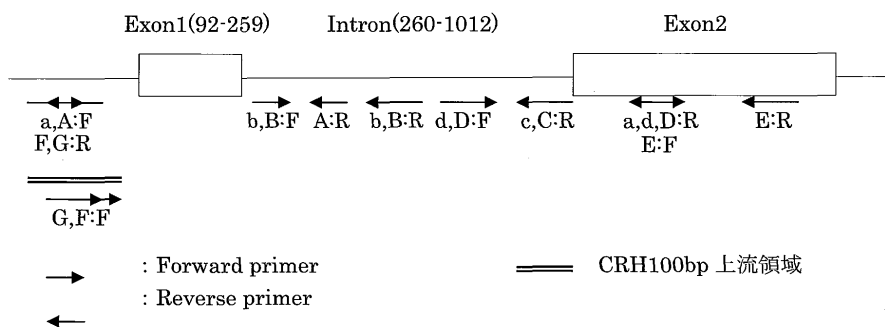 Exon1(92-259) Intron(260-1012) Exon2
a,A:F b,B:F A:R b,B:R d,D:F c,C:R a,d,D:R E:R
F,G:R E:F
G,F:F
: Forward primer CRH100bp 上流領域
: Reverse primer